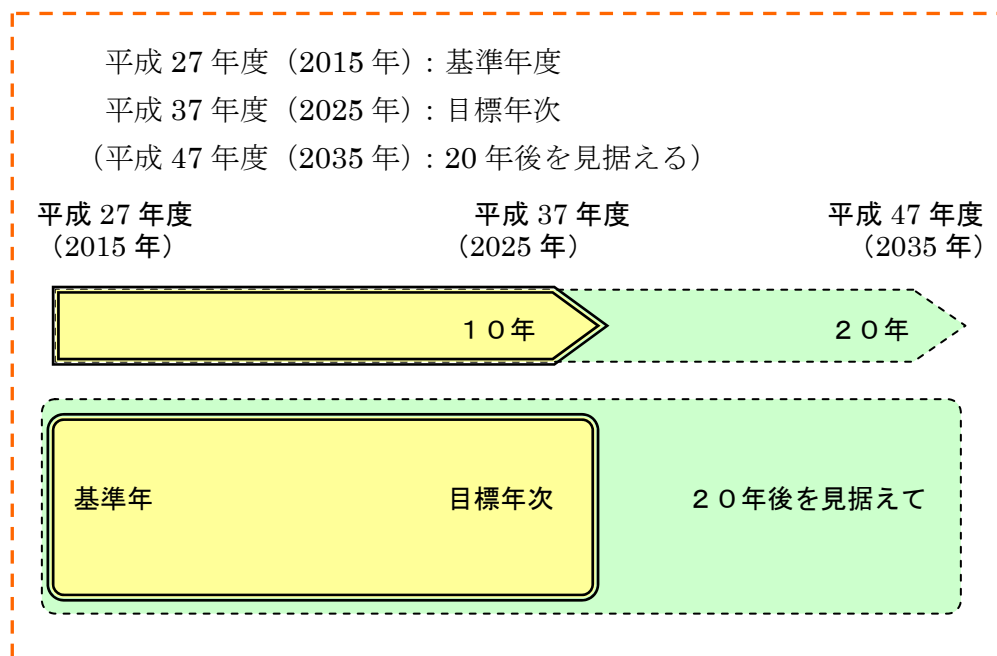 平成 27 年度（2015 年）: 基準年度
平成 37 年度（2025 年）: 目標年次
（平成 47 年度（2035 年）: 20 年後を見据える）
平成 27 年度 平成 37 年度 平成 47 年度
（2015 年） （2025 年） （2035 年）
１０年 ２０年
基準年 目標年次 ２０年後を見据えて